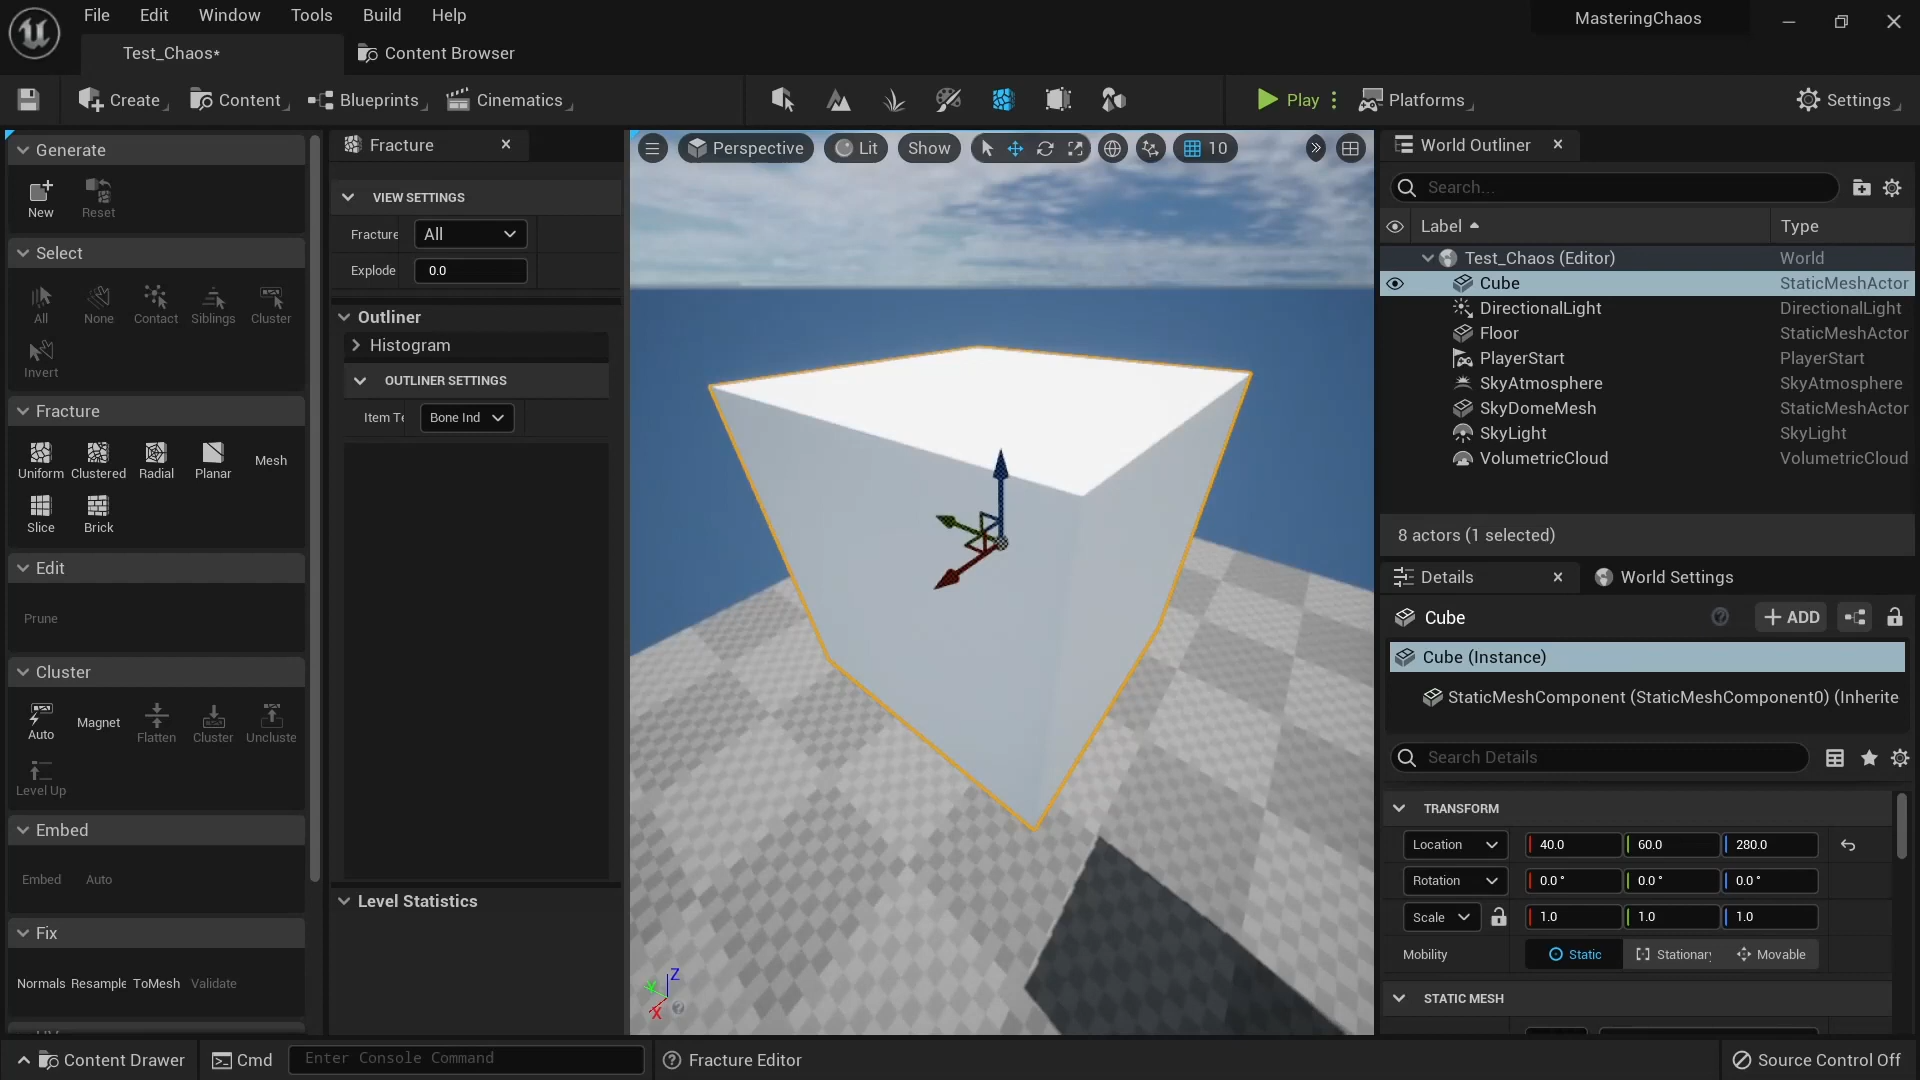 File Edit Window Tools Build Help
MasteringChaos
Test_Chaos*
Content Browser
Create
Content
Blueprints
Cinematics
Play
Platforms
Settings
Generate
New
Reset
Select
All
None
Contact
Siblings
Cluster
Invert
Fracture
Uniform
Clustered
Radial
Planar
Mesh
Slice
Brick
Edit
Prune
Cluster
Auto
Magnet
Flatten
Cluster
Uncluste
Level Up
Embed
Embed
Auto
Fix
Normals
Resample
ToMesh
Validate
Fracture
VIEW SETTINGS
Fracture
All
Explode
0.0
Outliner
Histogram
OUTLINER SETTINGS
Item Te
Bone Ind
Level Statistics
Perspective
Lit
Show
10
Z
Y
X
World Outliner
Search...
Label
Type
Test_Chaos (Editor) World
Cube StaticMeshActor
DirectionalLight DirectionalLight
Floor StaticMeshActor
PlayerStart PlayerStart
SkyAtmosphere SkyAtmosphere
SkyDomeMesh StaticMeshActor
SkyLight SkyLight
VolumetricCloud VolumetricCloud
8 actors (1 selected)
Details
World Settings
Cube
ADD
Cube (Instance)
StaticMeshComponent (StaticMeshComponent0) (Inherite
Search Details
TRANSFORM
Location 40.0 60.0 280.0
Rotation 0.0 ° 0.0 ° 0.0 °
Scale 1.0 1.0 1.0
Mobility Static Stationary Movable
STATIC MESH
Content Drawer
Cmd
Enter Console Command
Fracture Editor
Source Control Off